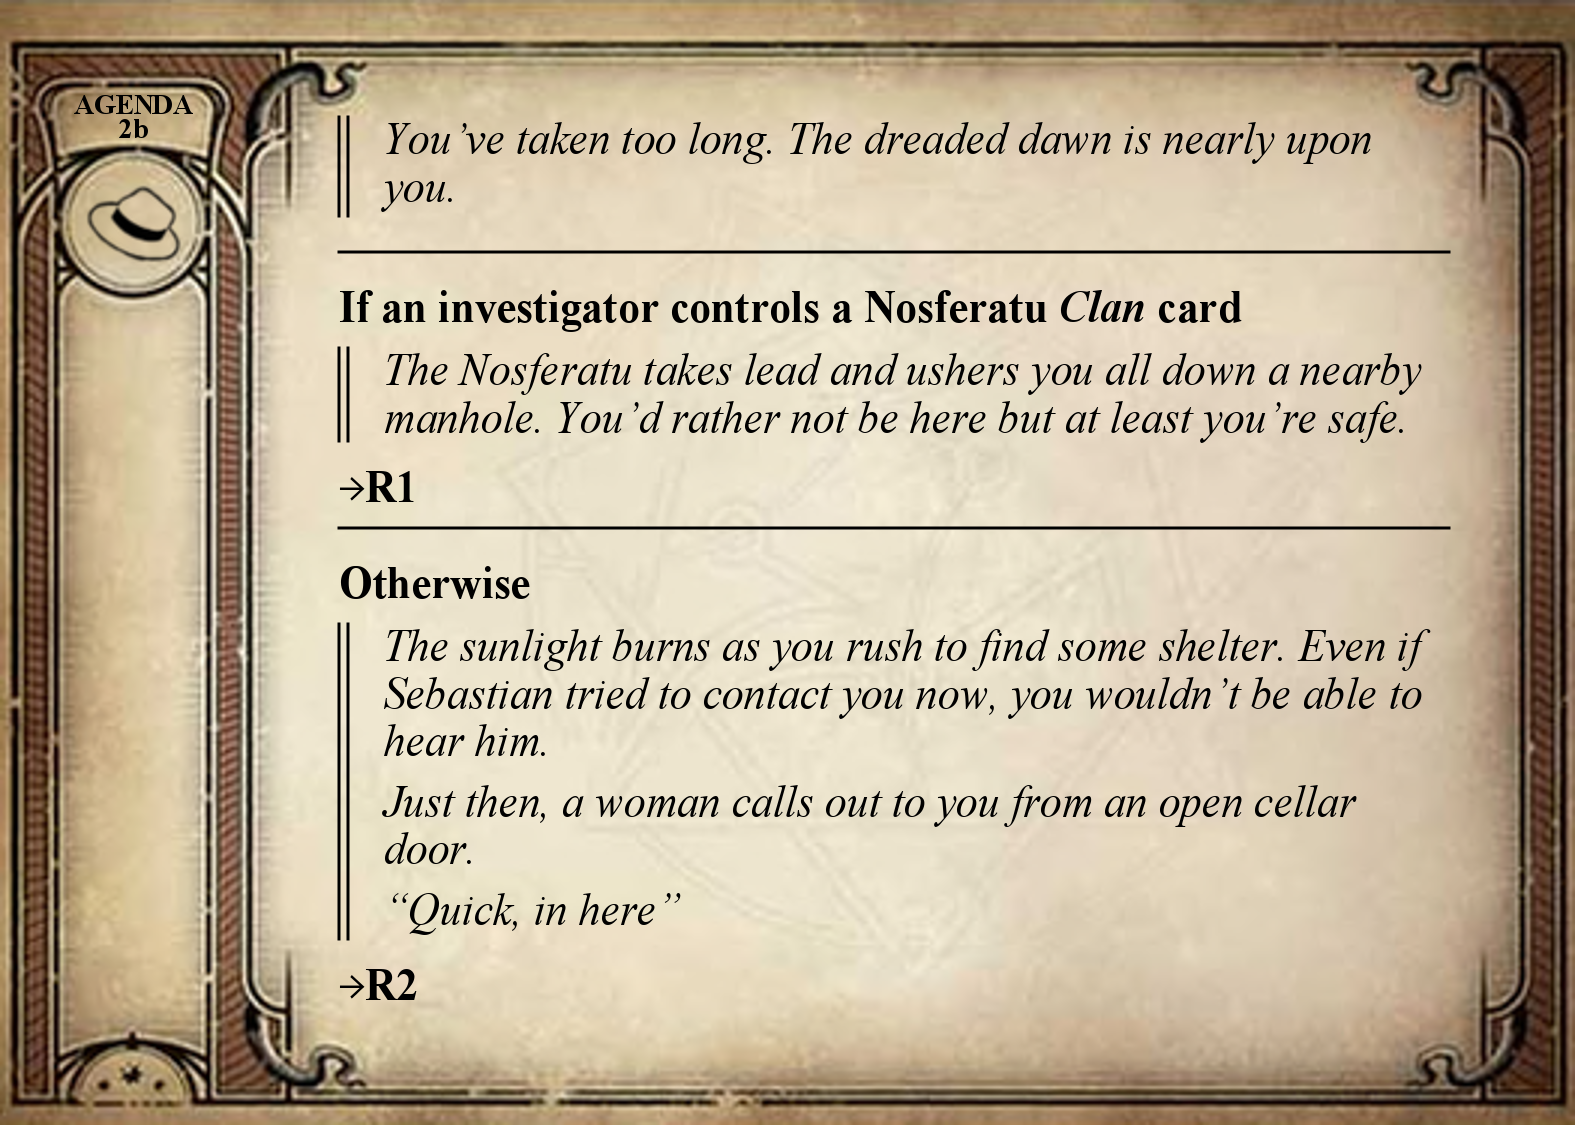 AGENDA
2b
You’ve taken too long. The dreaded dawn is nearly upon
you.
If an investigator controls a Nosferatu Clan card
The Nosferatu takes lead and ushers you all down a nearby
manhole. You’d rather not be here but at least you’re safe.
→R1
Otherwise
The sunlight burns as you rush to find some shelter. Even if
Sebastian tried to contact you now, you wouldn’t be able to
hear him.
Just then, a woman calls out to you from an open cellar
door.
“Quick, in here”
→R2